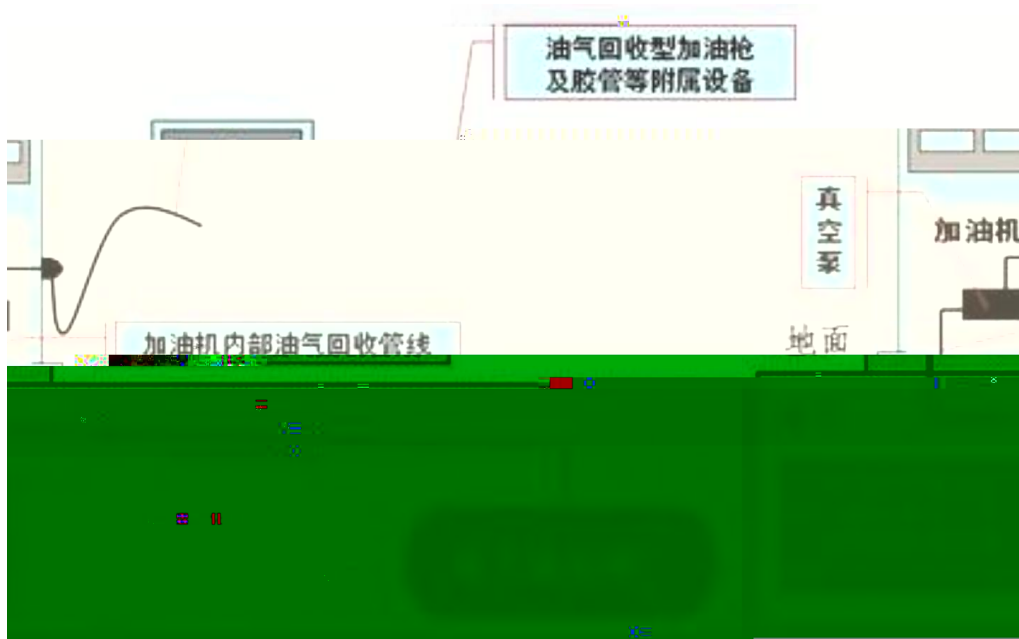 油气回收型加油枪
及胶管等附属设备
真
空
泵
加油机
加油机内部油气回收管线
地面